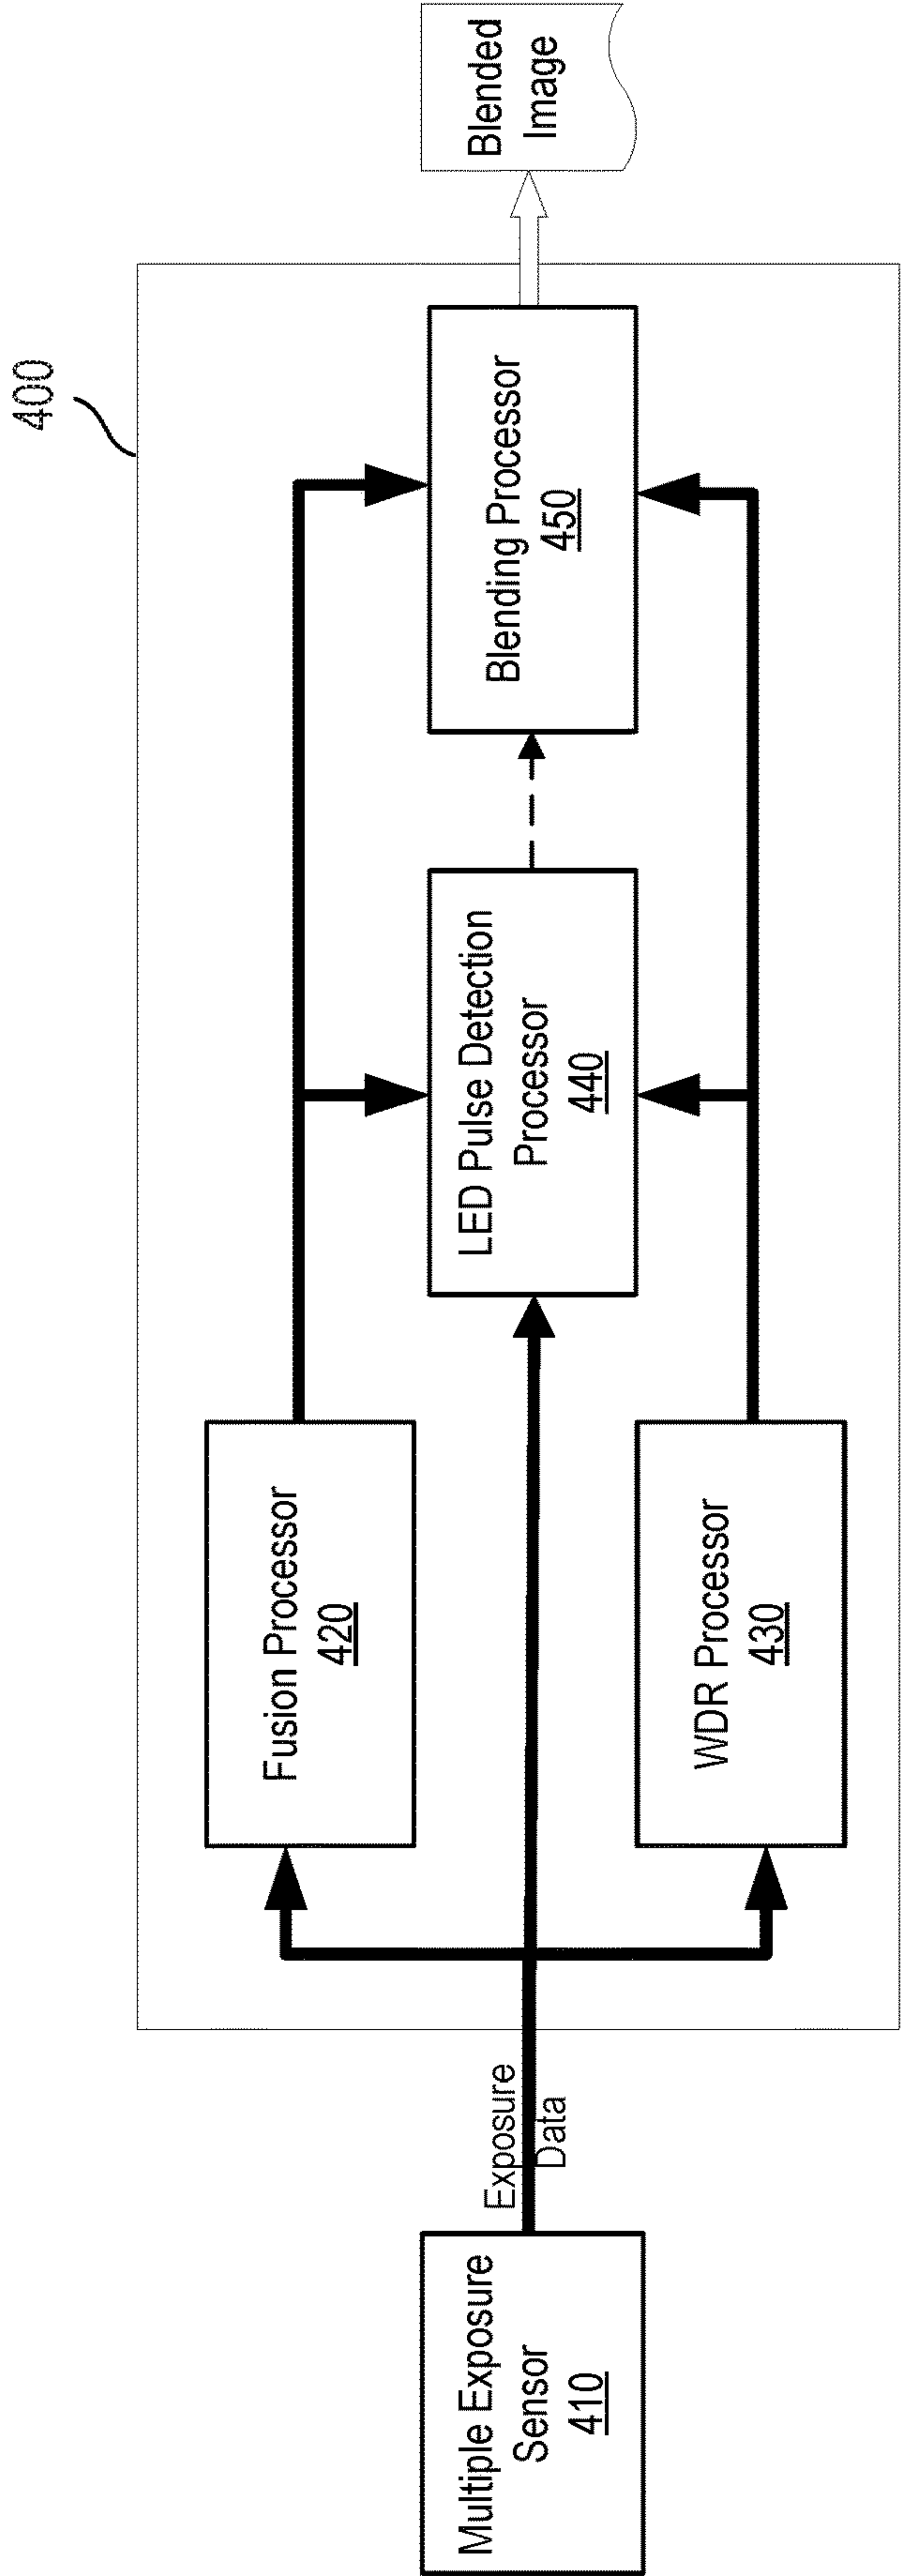 400
Multiple Exposure
Sensor
410
Exposure
Data
Fusion Processor
420
WDR Processor
430
LED Pulse Detection
Processor
440
Blending Processor
450
Blended
Image